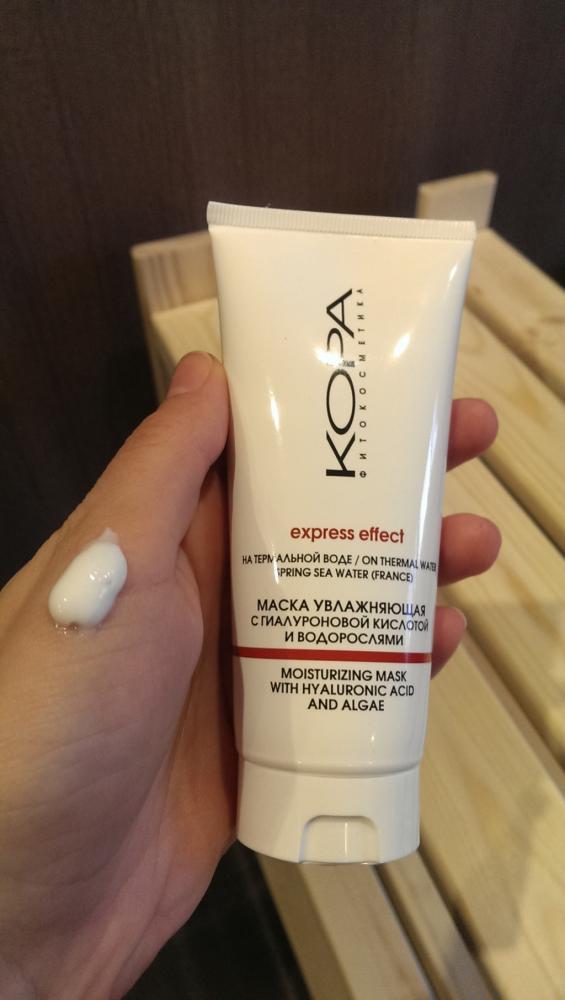 КОРА
ФИТОКОСМЕТИКА
express effect
НА ТЕРМАЛЬНОЙ ВОДЕ / ON THERMAL WATER
SPRING SEA WATER (FRANCE)
МАСКА УВЛАЖНЯЮЩАЯ
С ГИАЛУРОНОВОЙ КИСЛОТОЙ
И ВОДОРОСЛЯМИ
MOISTURIZING MASK
WITH HYALURONIC ACID
AND ALGAE